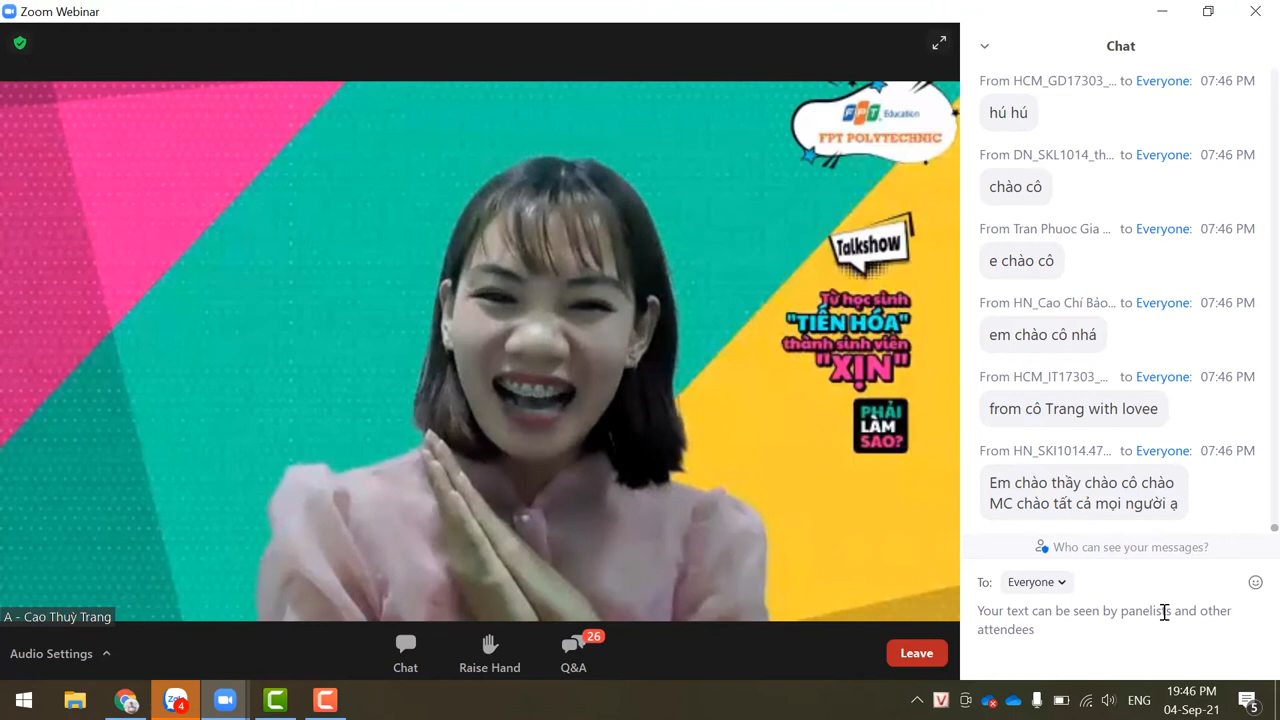 Zoom Webinar
FPT Education
FPT POLYTECHNIC
Talkshow
Từ học sinh
"TIẾN HÓA"
thành sinh viên
"XỊN"
PHẢI
LÀM
SAO?
A - Cao Thuỳ Trang
Audio Settings
Chat
Raise Hand
26
Q&A
Leave
Chat
From HCM_GD17303_... to Everyone: 07:46 PM
hú hú
From DN_SKL1014_th... to Everyone: 07:46 PM
chào cô
From Tran Phuoc Gia ... to Everyone: 07:46 PM
e chào cô
From HN_Cao Chí Bảo... to Everyone: 07:46 PM
em chào cô nhá
From HCM_IT17303_... to Everyone: 07:46 PM
from cô Trang with lovee
From HN_SKI1014.47... to Everyone: 07:46 PM
Em chào thầy chào cô chào
MC chào tất cả mọi người ạ
Who can see your messages?
To: Everyone
Your text can be seen by panelists and other
attendees
Zalo
4
ENG
19:46 PM
04-Sep-21
5